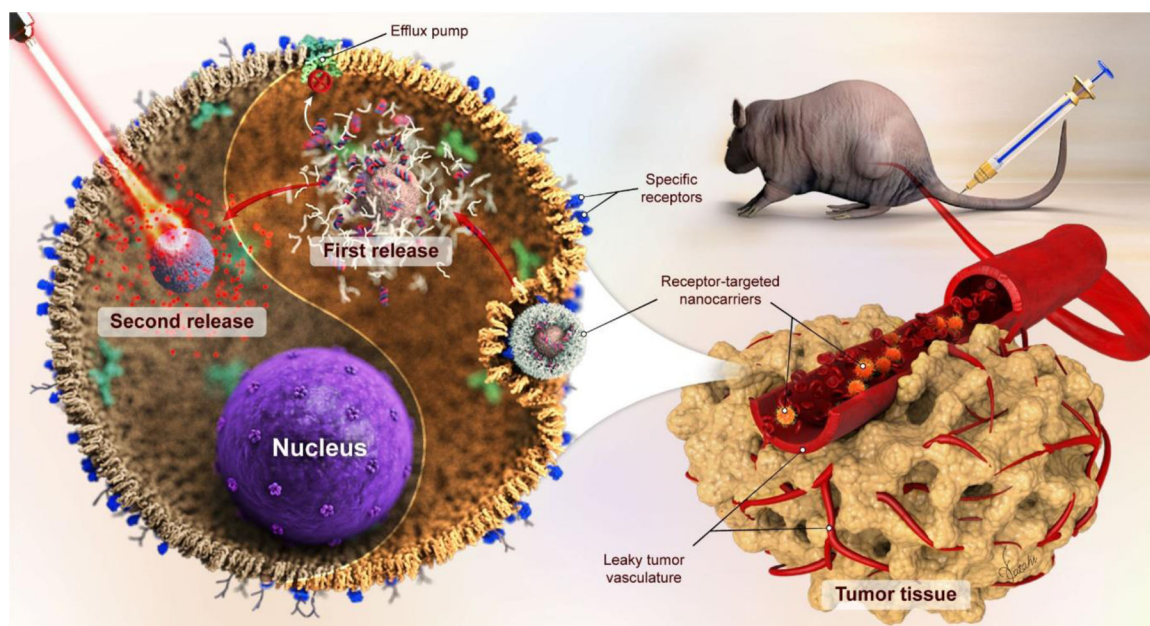 Efflux pump
Specific
receptors
First release
Receptor-targeted
nanocarriers
Second release
Nucleus
Leaky tumor
vasculature
Tumor tissue